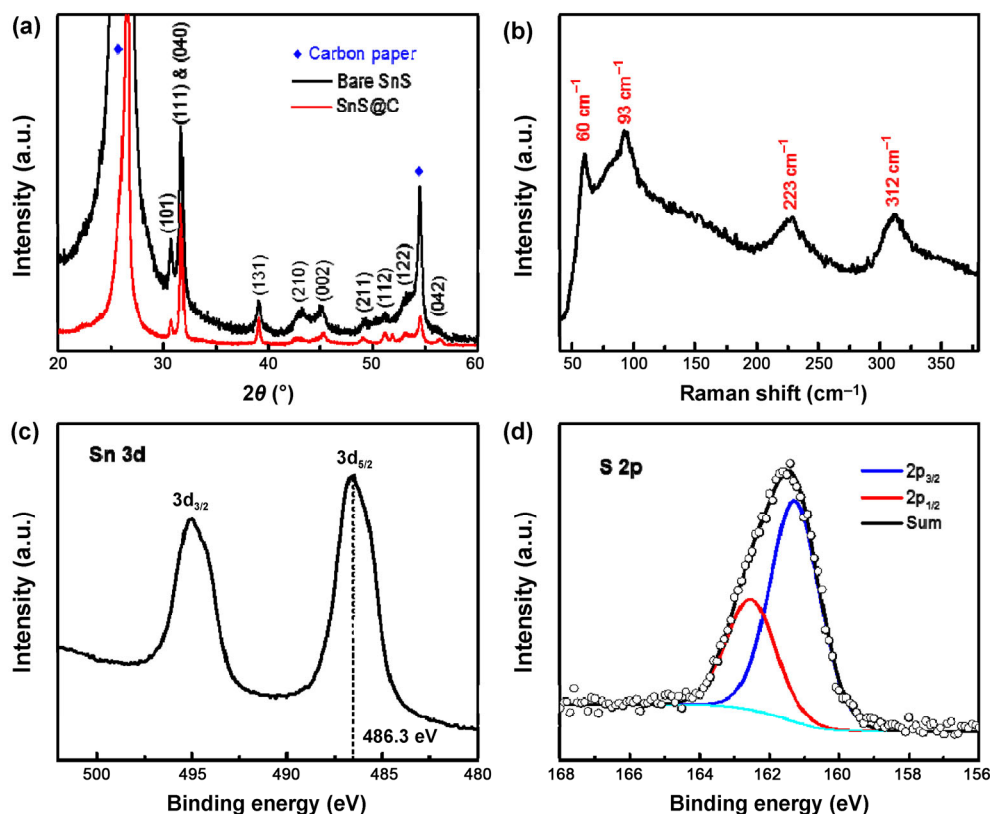 (a)
Carbon paper
Bare SnS
SnS@C
(101)
(111) & (040)
(131)
(210)
(002)
(211)
(112)
(122)
(042)
Intensity (a.u.)
20 30 40 50 60
2θ (°)
(b)
60 cm⁻¹
93 cm⁻¹
223 cm⁻¹
312 cm⁻¹
Intensity (a.u.)
50 100 150 200 250 300 350
Raman shift (cm⁻¹)
(c)
Sn 3d
3d3/2
3d5/2
486.3 eV
Intensity (a.u.)
500 495 490 485 480
Binding energy (eV)
(d)
S 2p
2p3/2
2p1/2
Sum
Intensity (a.u.)
168 166 164 162 160 158 156
Binding energy (eV)